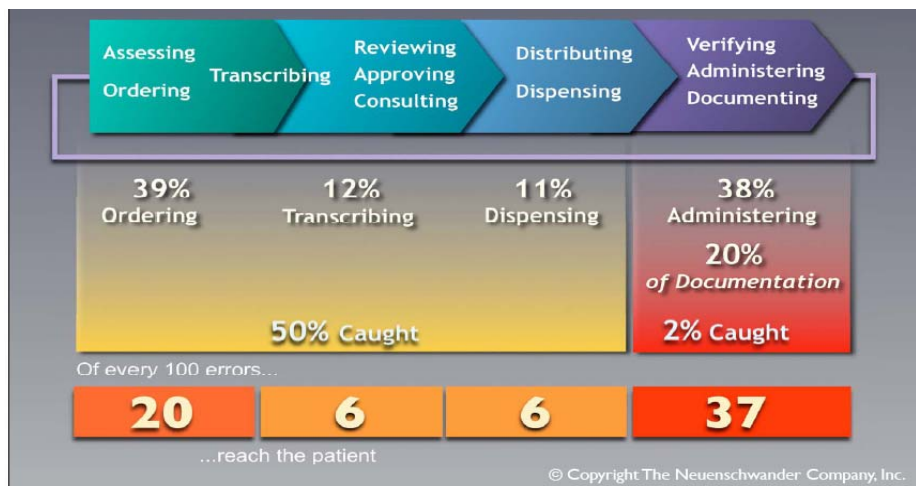 Assessing
Ordering
Transcribing
Reviewing
Approving
Consulting
Distributing
Dispensing
Verifying
Administering
Documenting
39%
Ordering
12%
Transcribing
11%
Dispensing
38%
Administering
20%
of Documentation
50% Caught
2% Caught
Of every 100 errors...
20
6
6
37
...reach the patient
© Copyright The Neuenschwander Company, Inc.